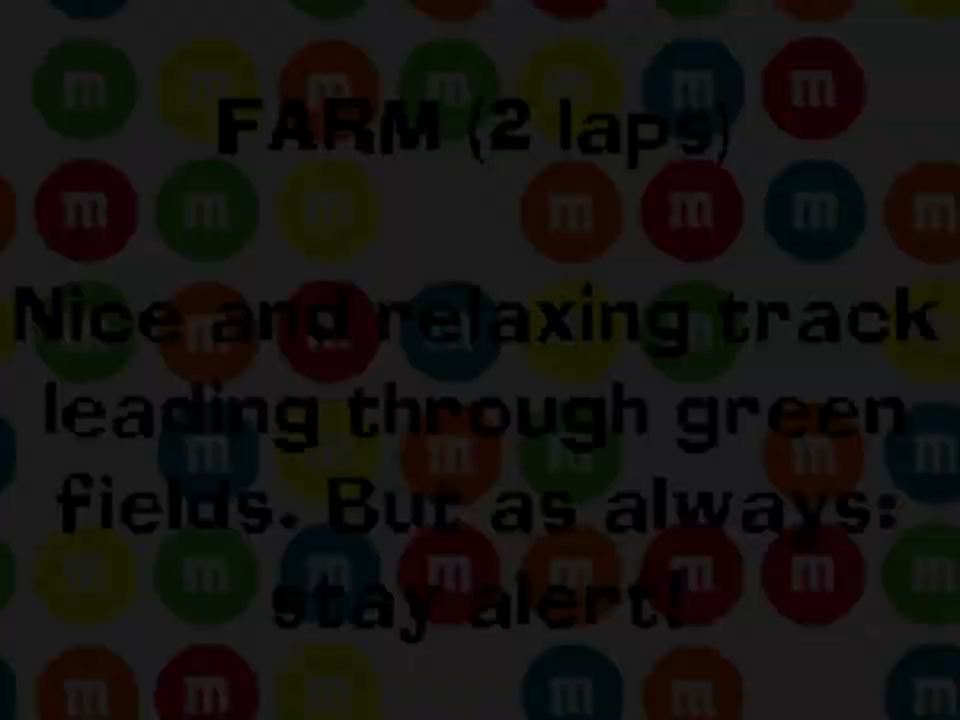 FARM (2 laps)
Nice and relaxing track
leading through green
fields. But as always:
stay alert!